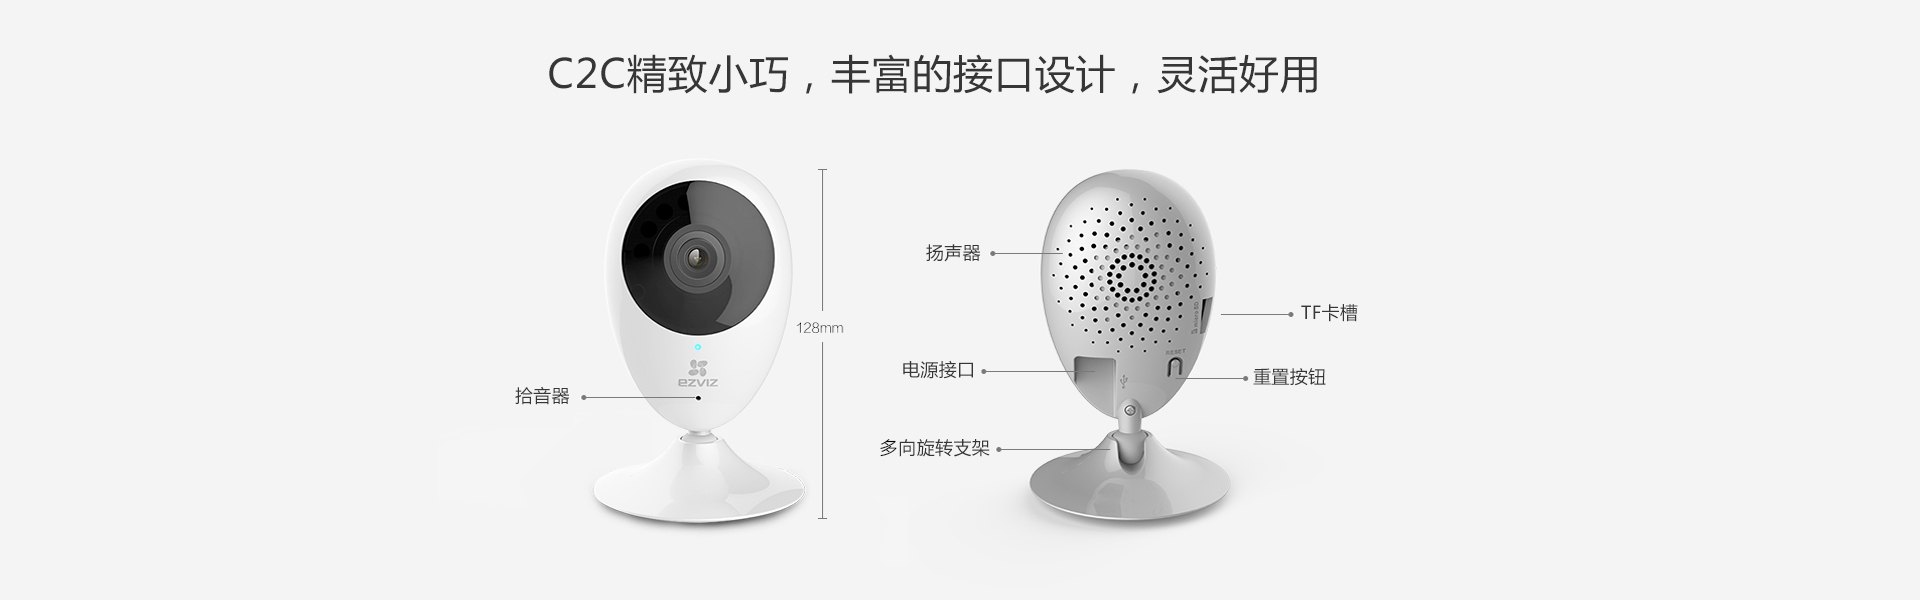 C2C精致小巧，丰富的接口设计，灵活好用
128mm
ezviz
拾音器
扬声器
TF卡槽
micro SD
RESET
电源接口
重置按钮
多向旋转支架